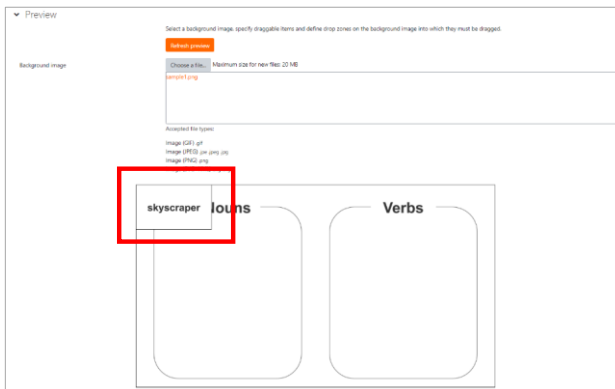 Preview
Select a background image, specify draggable items and define drop zones on the background image into which they must be dragged.
Refresh preview
Background image
Choose a file...
Maximum size for new files: 20 MB
sample1.png
Accepted file types:
Image (GIF) .gif
Image (JPEG) .jpe .jpeg .jpg
Image (PNG) .png
skyscraper
Nouns
Verbs